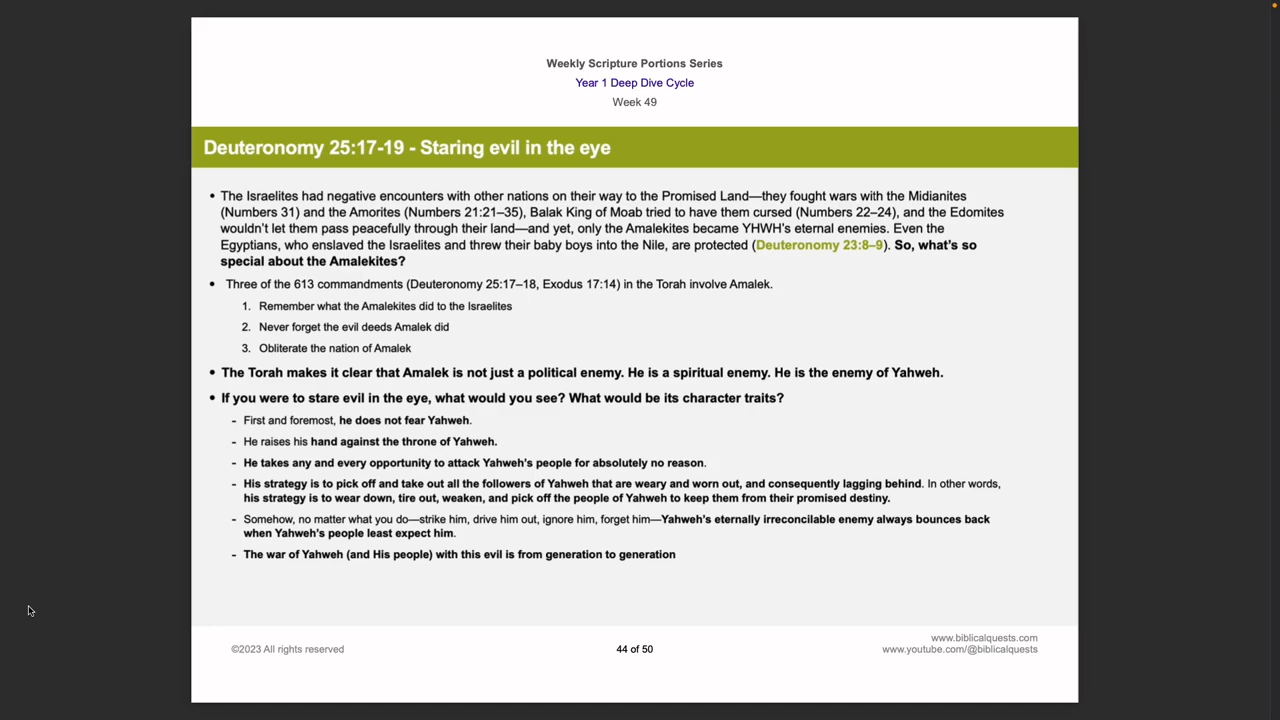 Weekly Scripture Portions Series
Year 1 Deep Dive Cycle
Week 49
Deuteronomy 25:17-19 - Staring evil in the eye
• The Israelites had negative encounters with other nations on their way to the Promised Land—they fought wars with the Midianites
(Numbers 31) and the Amorites (Numbers 21:21–35), Balak King of Moab tried to have them cursed (Numbers 22–24), and the Edomites
wouldn't let them pass peacefully through their land—and yet, only the Amalekites became YHWH's eternal enemies. Even the
Egyptians, who enslaved the Israelites and threw their baby boys into the Nile, are protected (Deuteronomy 23:8–9). So, what's so
special about the Amalekites?
• Three of the 613 commandments (Deuteronomy 25:17–18, Exodus 17:14) in the Torah involve Amalek.
1. Remember what the Amalekites did to the Israelites
2. Never forget the evil deeds Amalek did
3. Obliterate the nation of Amalek
• The Torah makes it clear that Amalek is not just a political enemy. He is a spiritual enemy. He is the enemy of Yahweh.
• If you were to stare evil in the eye, what would you see? What would be its character traits?
- First and foremost, he does not fear Yahweh.
- He raises his hand against the throne of Yahweh.
- He takes any and every opportunity to attack Yahweh's people for absolutely no reason.
- His strategy is to pick off and take out all the followers of Yahweh that are weary and worn out, and consequently lagging behind. In other words,
his strategy is to wear down, tire out, weaken, and pick off the people of Yahweh to keep them from their promised destiny.
- Somehow, no matter what you do—strike him, drive him out, ignore him, forget him—Yahweh's eternally irreconcilable enemy always bounces back
when Yahweh's people least expect him.
- The war of Yahweh (and His people) with this evil is from generation to generation
©2023 All rights reserved
44 of 50
www.biblicalquests.com
www.youtube.com/@biblicalquests